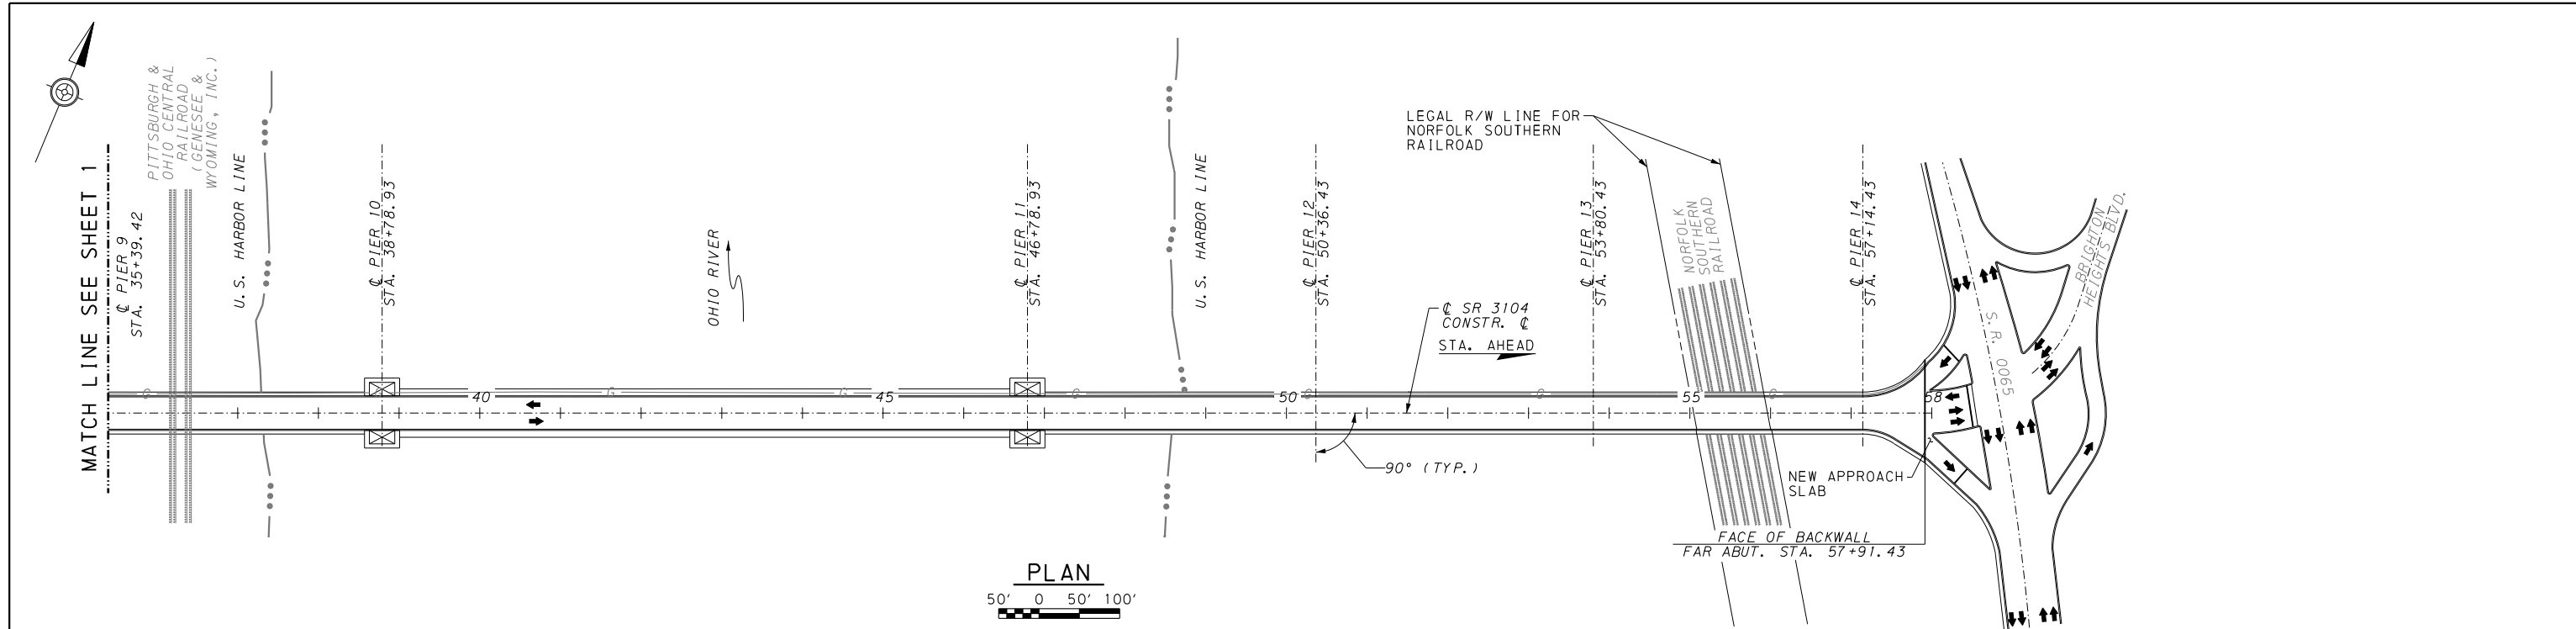 MATCH LINE SEE SHEET 1
℄ PIER 9
STA. 35+39.42
PITTSBURGH &
OHIO CENTRAL
RAILROAD
(GENESEE &
WYOMING, INC.)
U.S. HARBOR LINE
℄ PIER 10
STA. 38+78.93
OHIO RIVER
℄ PIER 11
STA. 46+78.93
U.S. HARBOR LINE
℄ PIER 12
STA. 50+36.43
LEGAL R/W LINE FOR
NORFOLK SOUTHERN
RAILROAD
℄ SR 3104
CONSTR. ℄
STA. AHEAD
℄ PIER 13
STA. 53+80.43
NORFOLK
SOUTHERN
RAILROAD
℄ PIER 14
STA. 57+14.43
BRIGHTON
HEIGHTS BLVD.
S.R. 0065
G
G
G
G
G
G
G
40
45
50
55
58
90° (TYP.)
NEW APPROACH
SLAB
FACE OF BACKWALL
FAR ABUT. STA. 57+91.43
PLAN
50' 0 50' 100'